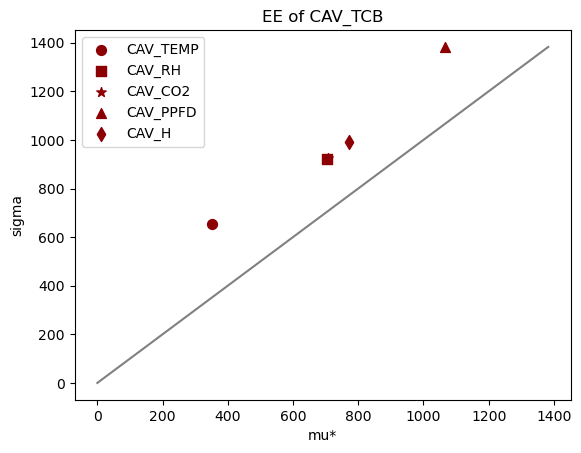 EE of CAV_TCB
CAV_TEMP
CAV_RH
CAV_CO2
CAV_PPFD
CAV_H
sigma
1400
1200
1000
800
600
400
200
0
0 200 400 600 800 1000 1200 1400
mu*